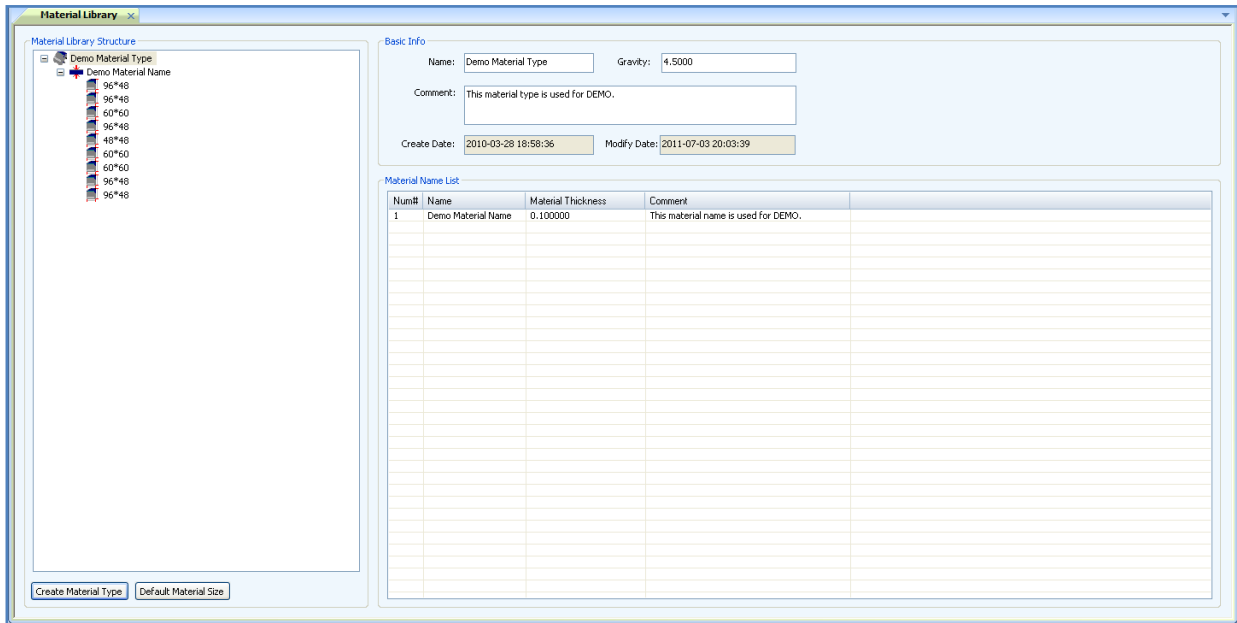 Material Library
Material Library Structure
Demo Material Type
Demo Material Name
96*48
96*48
60*60
96*48
48*48
60*60
60*60
96*48
96*48
Create Material Type Default Material Size
Basic Info
Name: Demo Material Type Gravity: 4.5000
Comment: This material type is used for DEMO.
Create Date: 2010-03-28 18:58:36 Modify Date: 2011-07-03 20:03:39
Material Name List
Num# Name Material Thickness Comment
1 Demo Material Name 0.100000 This material name is used for DEMO.